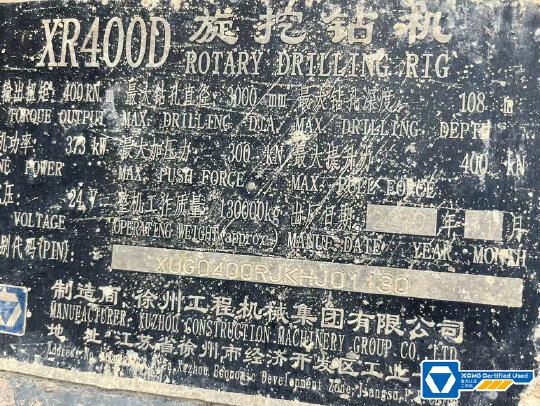 XR400D 旋挖钻机
ROTARY DRILLING RIG
输出扭矩: 400 kN 最大钻孔直径: 3000 mm 最大钻孔深度: 108 m
TORQUE OUTPUT MAX. DRILLING DIA. MAX. DRILLING DEPTH
机功率: 373 kW 最大加压力 300 kN 最大提升力 400 kN
NE POWER MAX. PUSH FORCE MAX. PULL FORCE
压: 24 V 整机工作质量: 130000kg 出厂日期: 年 月
VOLTAGE OPERATING WEIGHT(approx.) MANUF. DATE YEAR MONTH
别代码(PIN):
制造商: 徐州工程机械集团有限公司
MANUFACTURER, XUZHOU CONSTRUCTION MACHINERY GROUP CO. LTD
地 址: 江苏省徐州市经济开发区工业
Xuzhou Economic Development Zone, Jiangsu
XCMG Certified Used